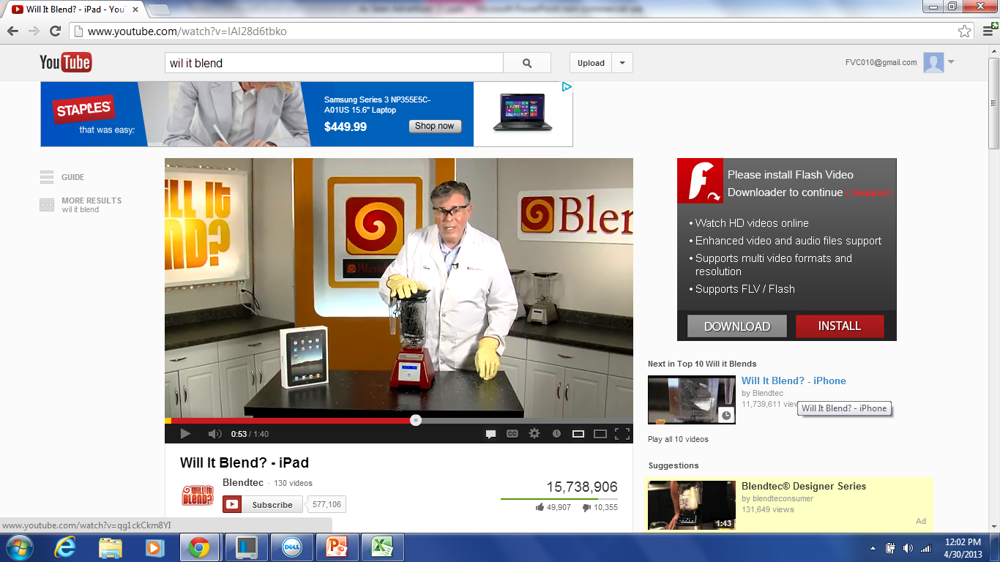 Will It Blend? - iPad - You
www.youtube.com/watch?v=lAl28d6tbko
YouTube
wil it blend
Upload
FVC010@gmail.com
STAPLES
that was easy.
Samsung Series 3 NP355E5C-
A01US 15.6" Laptop
$449.99
Shop now
GUIDE
MORE RESULTS
wil it blend
WILL IT
BLEND?
Blen
Please install Flash Video
Downloader to continue (Required)
• Watch HD videos online
• Enhanced video and audio files support
• Supports multi video formats and
resolution
• Supports FLV / Flash
DOWNLOAD
INSTALL
Next in Top 10 Will it Blends
Will It Blend? - iPhone
by Blendtec
11,739,611 view
Will It Blend? - iPhone
Play all 10 videos
0:53 / 1:40
CC
Will It Blend? - iPad
Blendtec - 130 videos
WILL IT
BLEND?
Subscribe
577,106
15,738,906
49,907
10,355
Suggestions
Blendtec® Designer Series
by blendteconsumer
131,649 views
1:43
Ad
www.youtube.com/watch?v=qg1ckCkm8YI
DELL
12:02 PM
4/30/2013